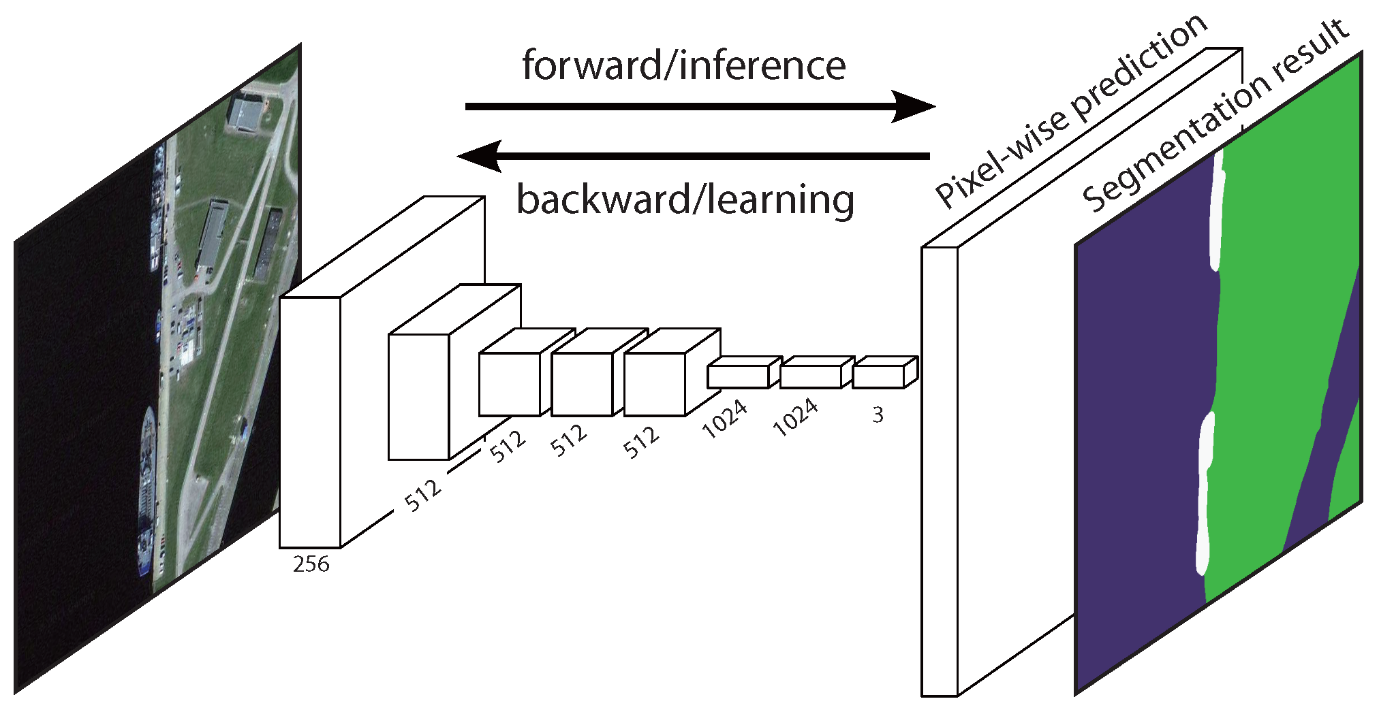 forward/inference
backward/learning
Pixel-wise prediction
Segmentation result
256
512
512
512
512
1024
1024
3